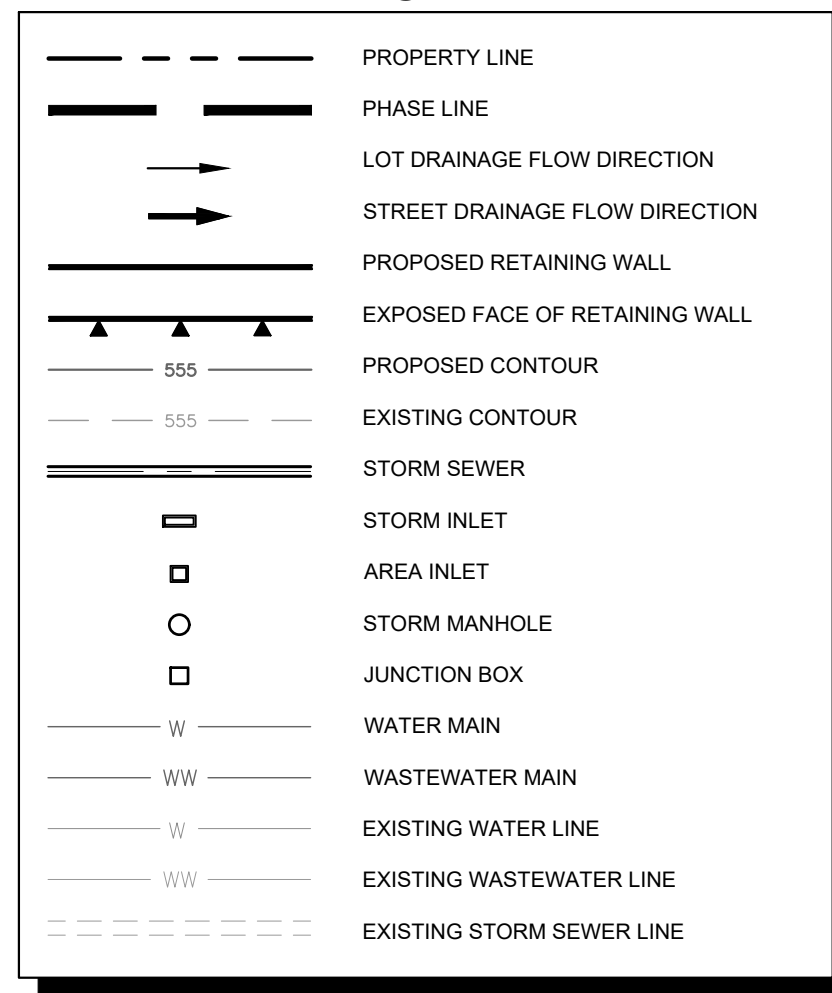 PROPERTY LINE
PHASE LINE
LOT DRAINAGE FLOW DIRECTION
STREET DRAINAGE FLOW DIRECTION
PROPOSED RETAINING WALL
EXPOSED FACE OF RETAINING WALL
555 PROPOSED CONTOUR
555 EXISTING CONTOUR
STORM SEWER
STORM INLET
AREA INLET
STORM MANHOLE
JUNCTION BOX
W WATER MAIN
WW WASTEWATER MAIN
W EXISTING WATER LINE
WW EXISTING WASTEWATER LINE
EXISTING STORM SEWER LINE